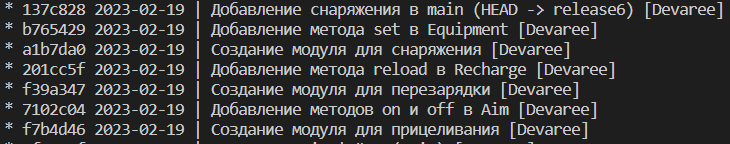 * 137c828 2023-02-19 | Добавление снаряжения в main (HEAD -> release6) [Devaree]
* b765429 2023-02-19 | Добавление метода set в Equipment [Devaree]
* a1b7da0 2023-02-19 | Создание модуля для снаряжения [Devaree]
* 201cc5f 2023-02-19 | Добавление метода reload в Recharge [Devaree]
* f39a347 2023-02-19 | Создание модуля для перезарядки [Devaree]
* 7102c04 2023-02-19 | Добавление методов on и off в Aim [Devaree]
* f7b4d46 2023-02-19 | Создание модуля для прицеливания [Devaree]